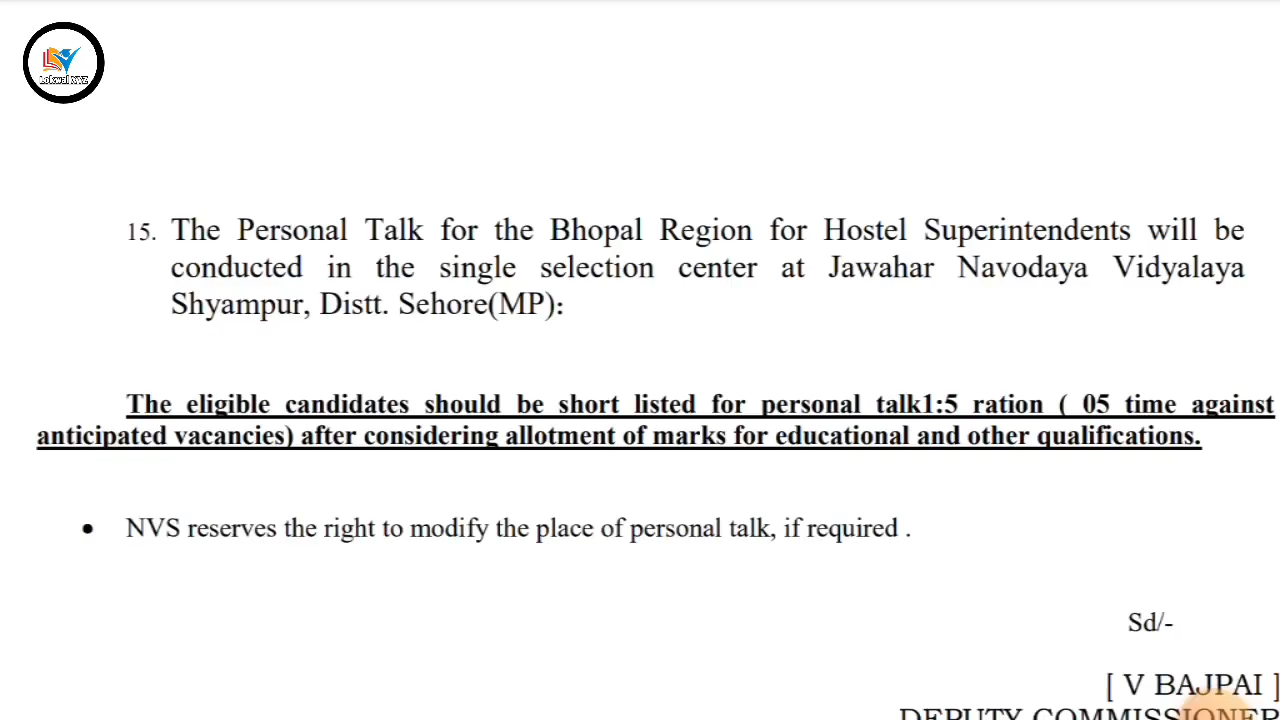 Lokwal XYZ
15. The Personal Talk for the Bhopal Region for Hostel Superintendents will be
conducted in the single selection center at Jawahar Navodaya Vidyalaya
Shyampur, Distt. Sehore(MP):
The eligible candidates should be short listed for personal talk1:5 ration ( 05 time against
anticipated vacancies) after considering allotment of marks for educational and other qualifications.
• NVS reserves the right to modify the place of personal talk, if required .
Sd/-
[ V BAJPAI ]
DEPUTY COMMISSIONER